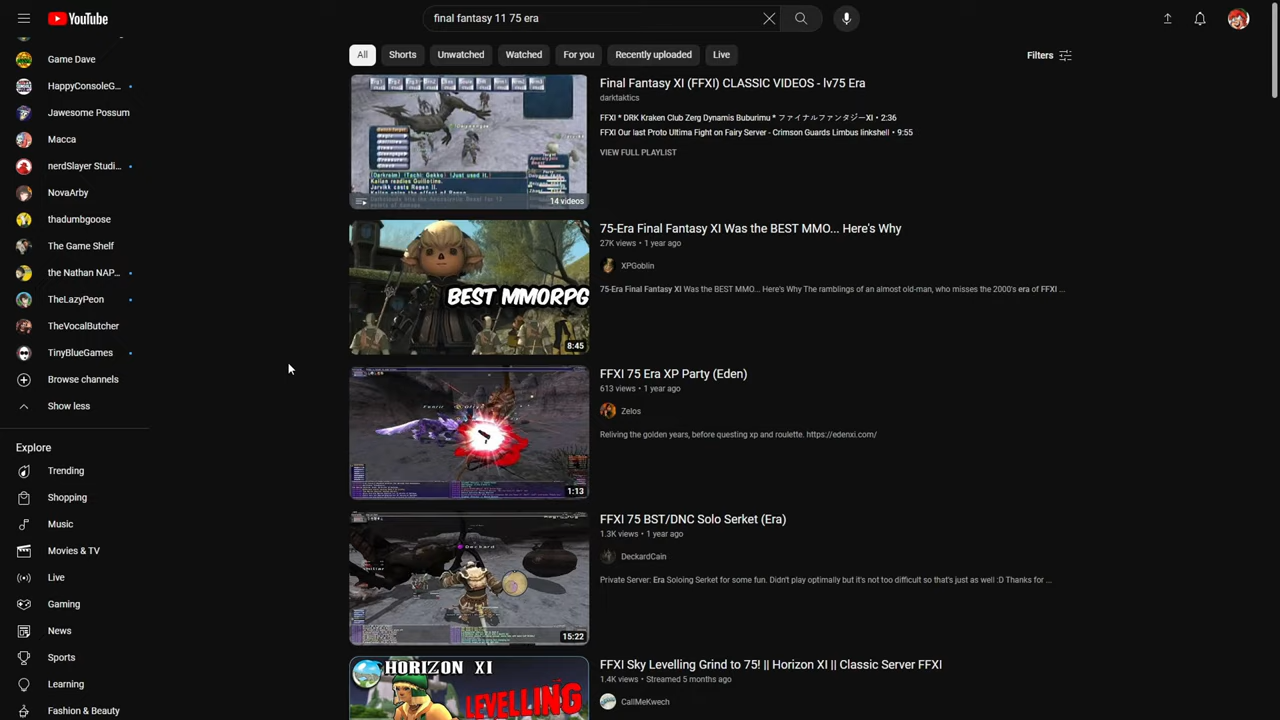 YouTube
final fantasy 11 75 era
All
Shorts
Unwatched
Watched
For you
Recently uploaded
Live
Filters
Game Dave
HappyConsoleG...
Jawesome Possum
Macca
nerdSlayer Studi...
NovaArby
thadumbgoose
The Game Shelf
the Nathan NAP...
TheLazyPeon
TheVocalButcher
TinyBlueGames
Browse channels
Show less
Explore
Trending
Shopping
Music
Movies & TV
Live
Gaming
News
Sports
Learning
Fashion & Beauty
14 videos
Final Fantasy XI (FFXI) CLASSIC VIDEOS - lv75 Era
darktaktics
FFXI * DRK Kraken Club Zerg Dynamis Buburimu * ファイナルファンタジーXI • 2:36
FFXI Our last Proto Ultima Fight on Fairy Server - Crimson Guards Limbus linkshell • 9:55
VIEW FULL PLAYLIST
BEST MMORPG
8:45
75-Era Final Fantasy XI Was the BEST MMO... Here's Why
27K views • 1 year ago
XPGoblin
75-Era Final Fantasy XI Was the BEST MMO... Here's Why The ramblings of an almost old-man, who misses the 2000's era of FFXI ...
1:13
FFXI 75 Era XP Party (Eden)
613 views • 1 year ago
Zelos
Reliving the golden years, before questing xp and roulette. https://edenxi.com/
Deckard
15:22
FFXI 75 BST/DNC Solo Serket (Era)
1.3K views • 1 year ago
DeckardCain
Private Server: Era Soloing Serket for some fun. Didn't play optimally but it's not too difficult so that's just as well :D Thanks for ...
HORIZON XI
LEVELLING
FFXI Sky Levelling Grind to 75! || Horizon XI || Classic Server FFXI
1.4K views • Streamed 5 months ago
CallMeKwech